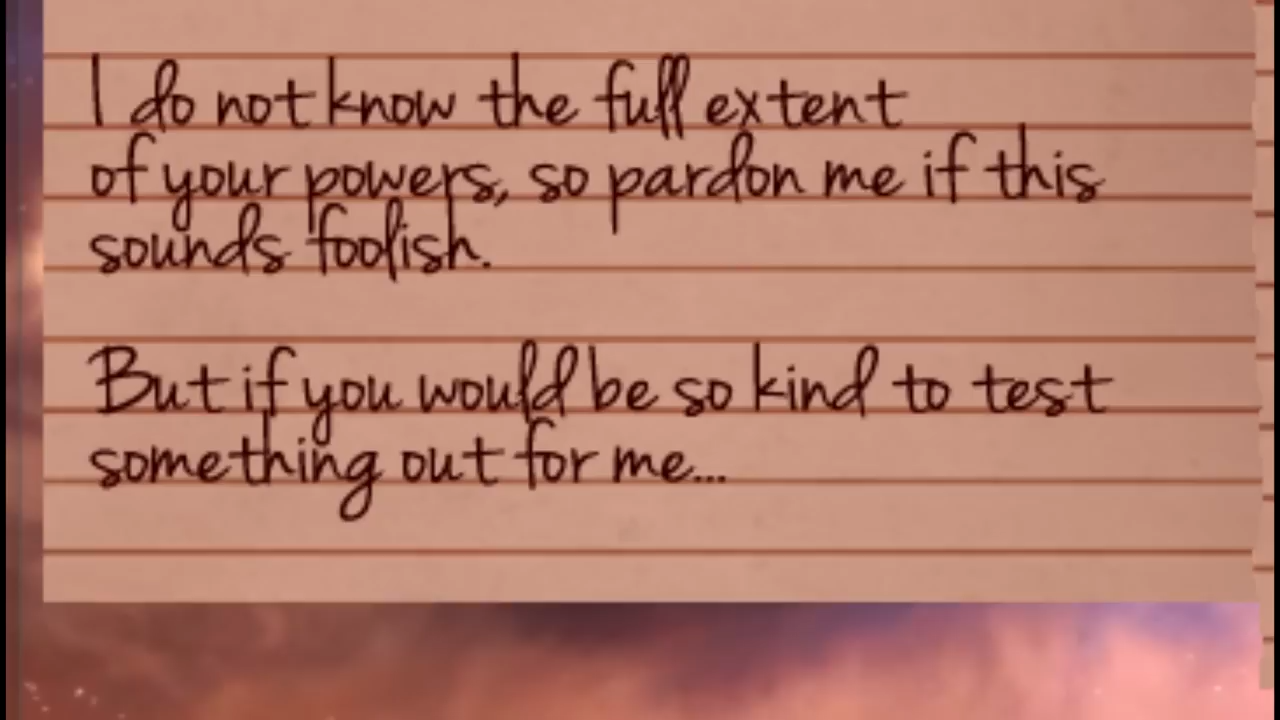 I do not know the full extent
of your powers, so pardon me if this
sounds foolish.
But if you would be so kind to test
something out for me...